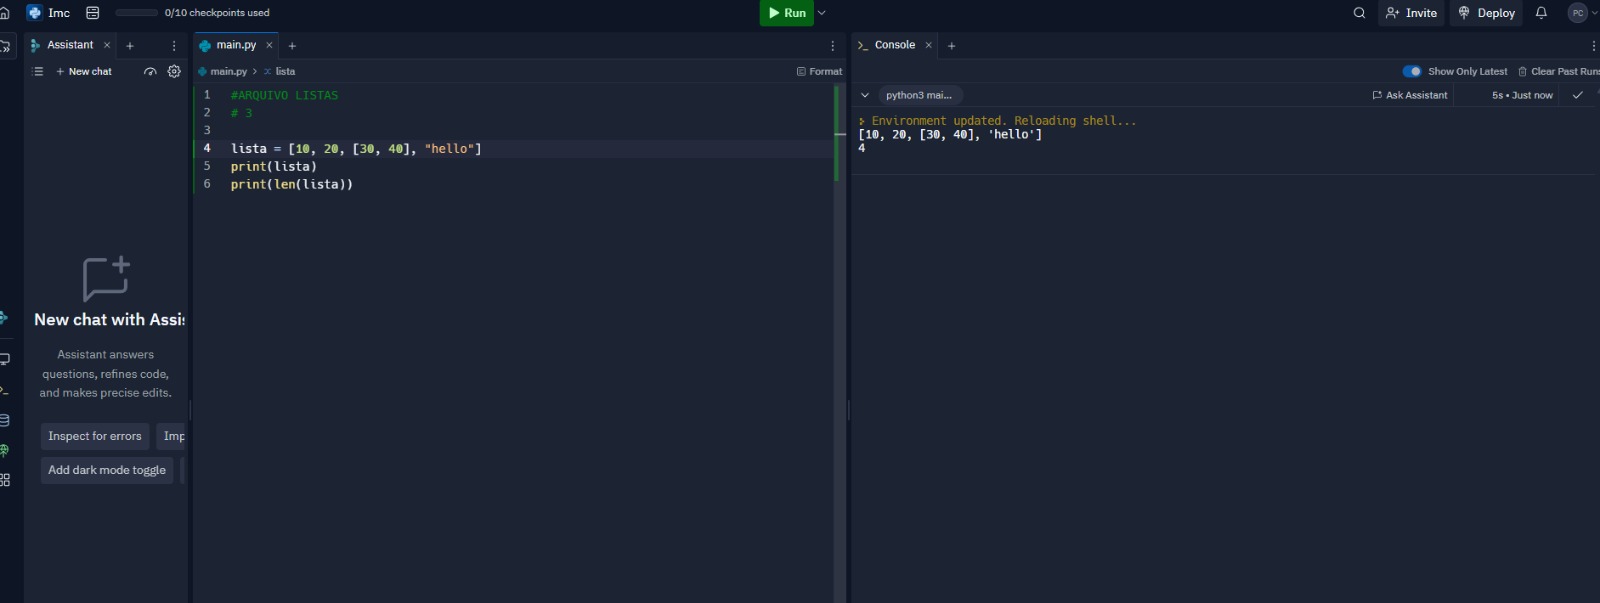 Imc
0/10 checkpoints used
Run
Invite
Deploy
PC
Assistant
New chat
New chat with Assis
Assistant answers
questions, refines code,
and makes precise edits.
Inspect for errors
Imp
Add dark mode toggle
main.py
main.py > lista
Format
1 #ARQUIVO LISTAS
2 # 3
3
4 lista = [10, 20, [30, 40], "hello"]
5 print(lista)
6 print(len(lista))
Console
Show Only Latest
Clear Past Runs
python3 mai...
Ask Assistant
5s • Just now
Environment updated. Reloading shell...
[10, 20, [30, 40], 'hello']
4